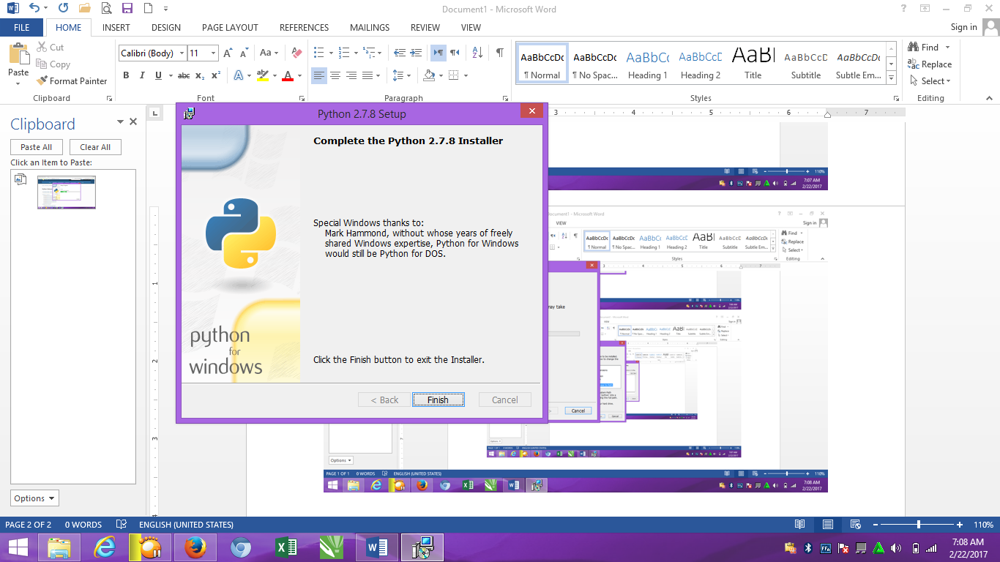 Document1 - Microsoft Word
FILE HOME INSERT DESIGN PAGE LAYOUT REFERENCES MAILINGS REVIEW VIEW Sign in
Paste
Cut
Copy
Format Painter
Clipboard
Calibri (Body) 11
Font
Paragraph
AaBbCcDc AaBbCcDc AaBbCc AaBbCcD AaBl AaBbCcD AaBbCcDc
¶ Normal ¶ No Spac... Heading 1 Heading 2 Title Subtitle Subtle Em...
Styles
Find
Replace
Select
Editing
Clipboard
Paste All Clear All
Click an Item to Paste:
Options
Python 2.7.8 Setup
Complete the Python 2.7.8 Installer
Special Windows thanks to:
Mark Hammond, without whose years of freely
shared Windows expertise, Python for Windows
would still be Python for DOS.
Click the Finish button to exit the Installer.
python
for
windows
< Back Finish Cancel
3 4 5 6 7
1
2
3
110%
7:07 AM
2/22/2017
Document1 - Microsoft Word
VIEW Sign in
¶ Normal ¶ No Spac... Heading 1 Heading 2 Title Subtitle Subtle Em...
Styles
Find
Replace
Select
Editing
may take
Cancel
Options
PAGE 1 OF 1 0 WORDS ENGLISH (UNITED STATES) 110%
7:08 AM
2/22/2017
PAGE 2 OF 2 0 WORDS ENGLISH (UNITED STATES) 110%
7:08 AM
2/22/2017